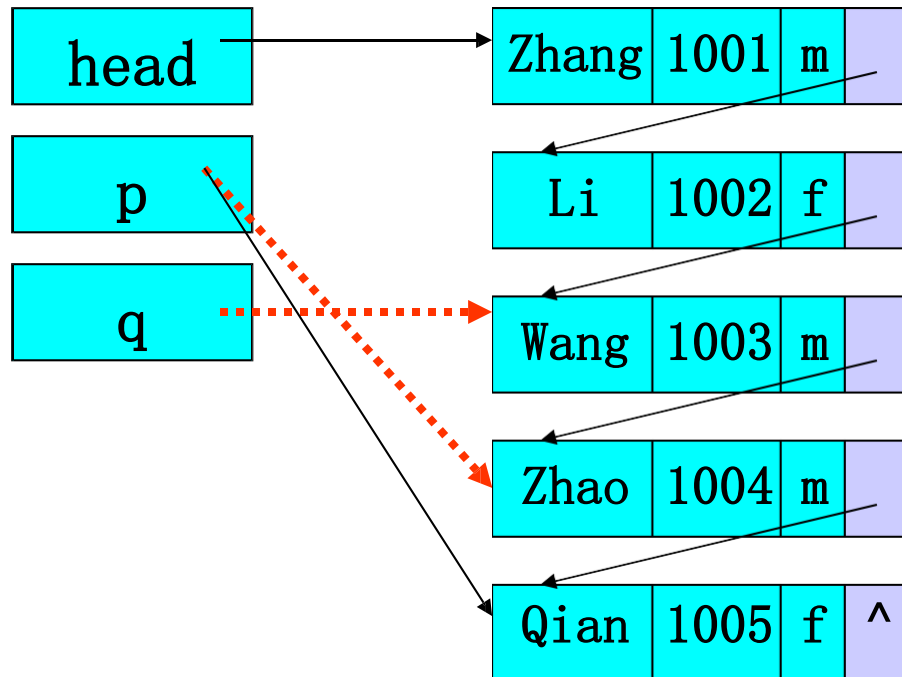 head
p
q
Zhang 1001 m
Li 1002 f
Wang 1003 m
Zhao 1004 m
Qian 1005 f ^